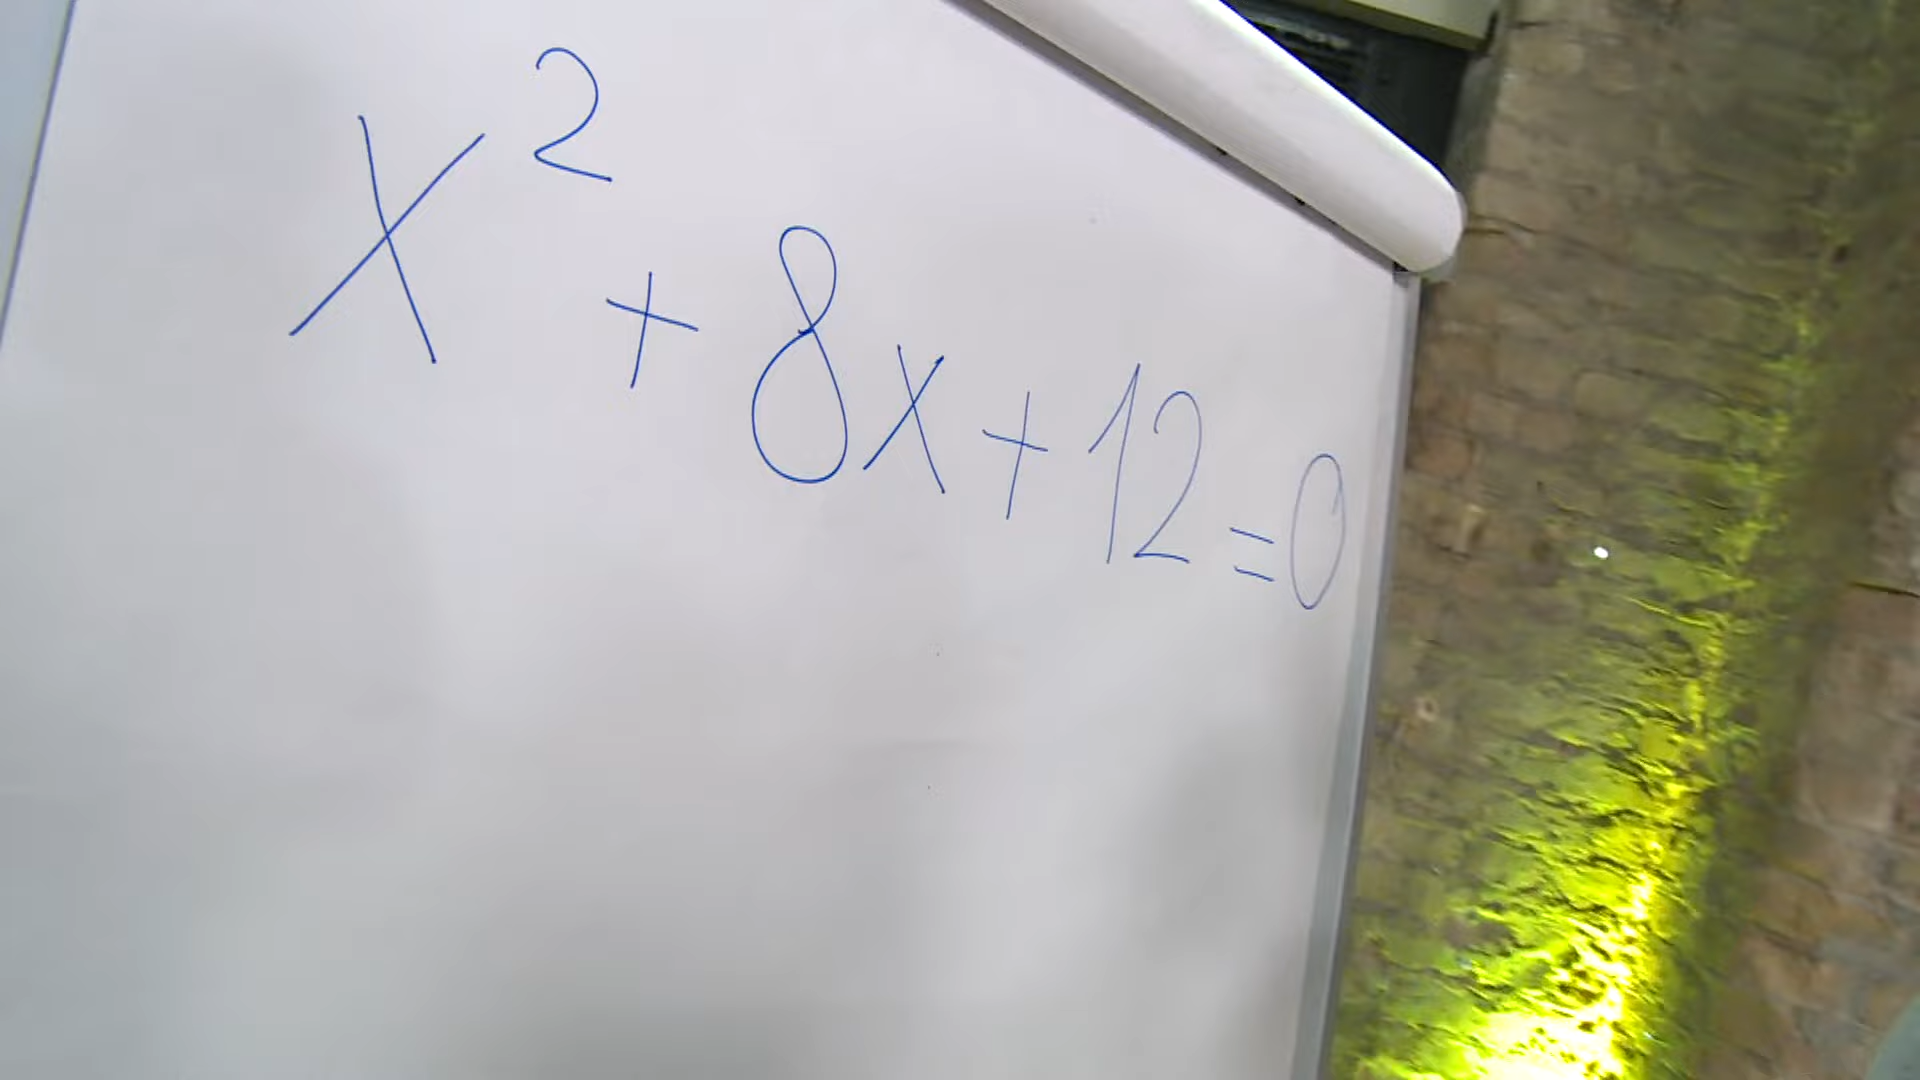 x² + 8x + 12 = 0